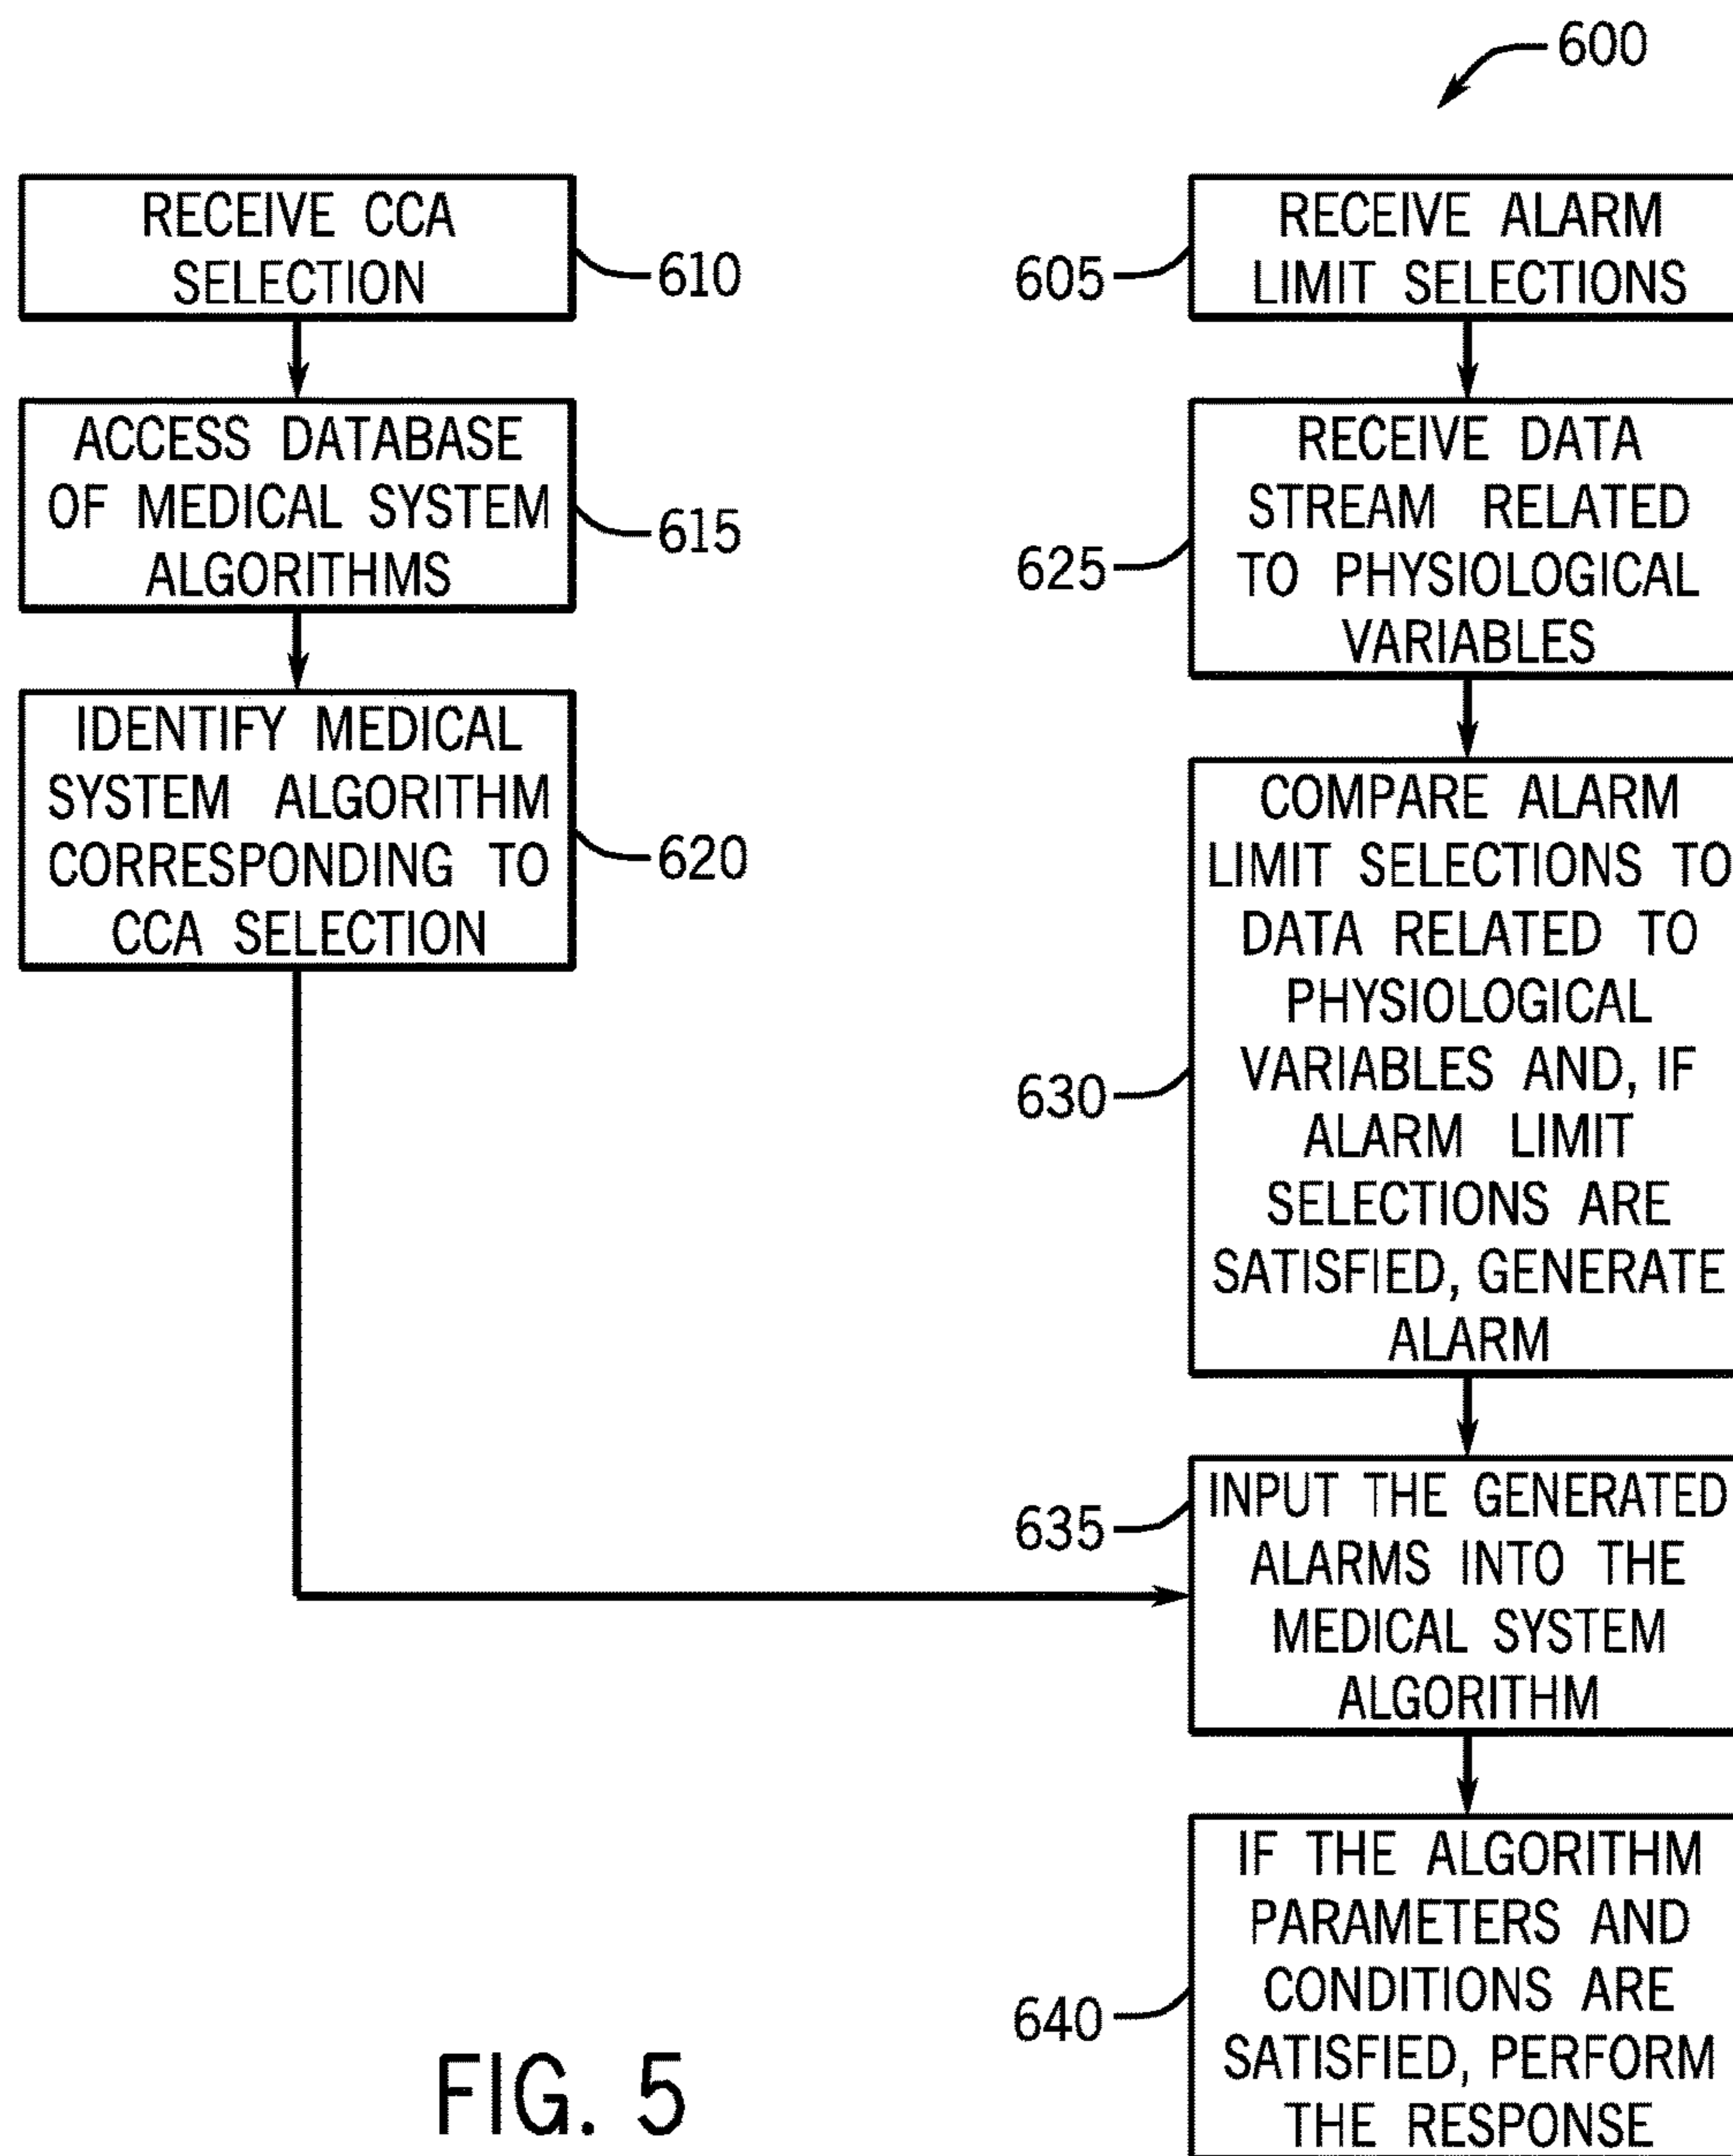 600
RECEIVE CCA
SELECTION
610
ACCESS DATABASE
OF MEDICAL SYSTEM
ALGORITHMS
615
IDENTIFY MEDICAL
SYSTEM ALGORITHM
CORRESPONDING TO
CCA SELECTION
620
RECEIVE ALARM
LIMIT SELECTIONS
605
RECEIVE DATA
STREAM RELATED
TO PHYSIOLOGICAL
VARIABLES
625
COMPARE ALARM
LIMIT SELECTIONS TO
DATA RELATED TO
PHYSIOLOGICAL
VARIABLES AND, IF
ALARM LIMIT
SELECTIONS ARE
SATISFIED, GENERATE
ALARM
630
INPUT THE GENERATED
ALARMS INTO THE
MEDICAL SYSTEM
ALGORITHM
635
IF THE ALGORITHM
PARAMETERS AND
CONDITIONS ARE
SATISFIED, PERFORM
THE RESPONSE
640
FIG. 5